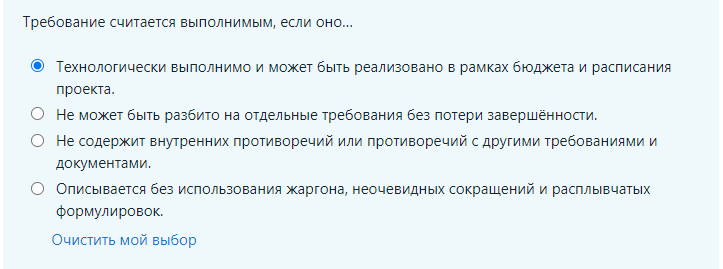 Требование считается выполнимым, если оно...
Технологически выполнимо и может быть реализовано в рамках бюджета и расписания
проекта.
Не может быть разбито на отдельные требования без потери завершённости.
Не содержит внутренних противоречий или противоречий с другими требованиями и
документами.
Описывается без использования жаргона, неочевидных сокращений и расплывчатых
формулировок.
Очистить мой выбор